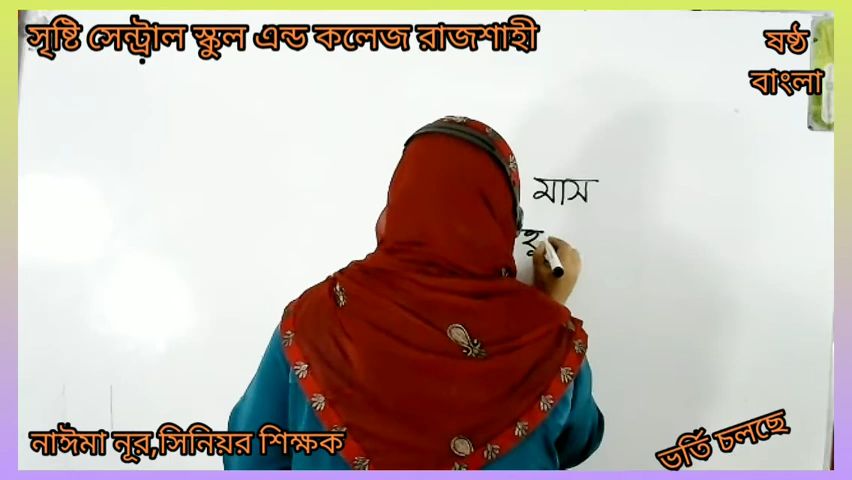 সৃষ্টি সেন্ট্রাল স্কুল এন্ড কলেজ রাজশাহী
ষষ্ঠ
বাংলা
মাস
নাঈমা নূর,সিনিয়র শিক্ষক
ভর্তি চলছে